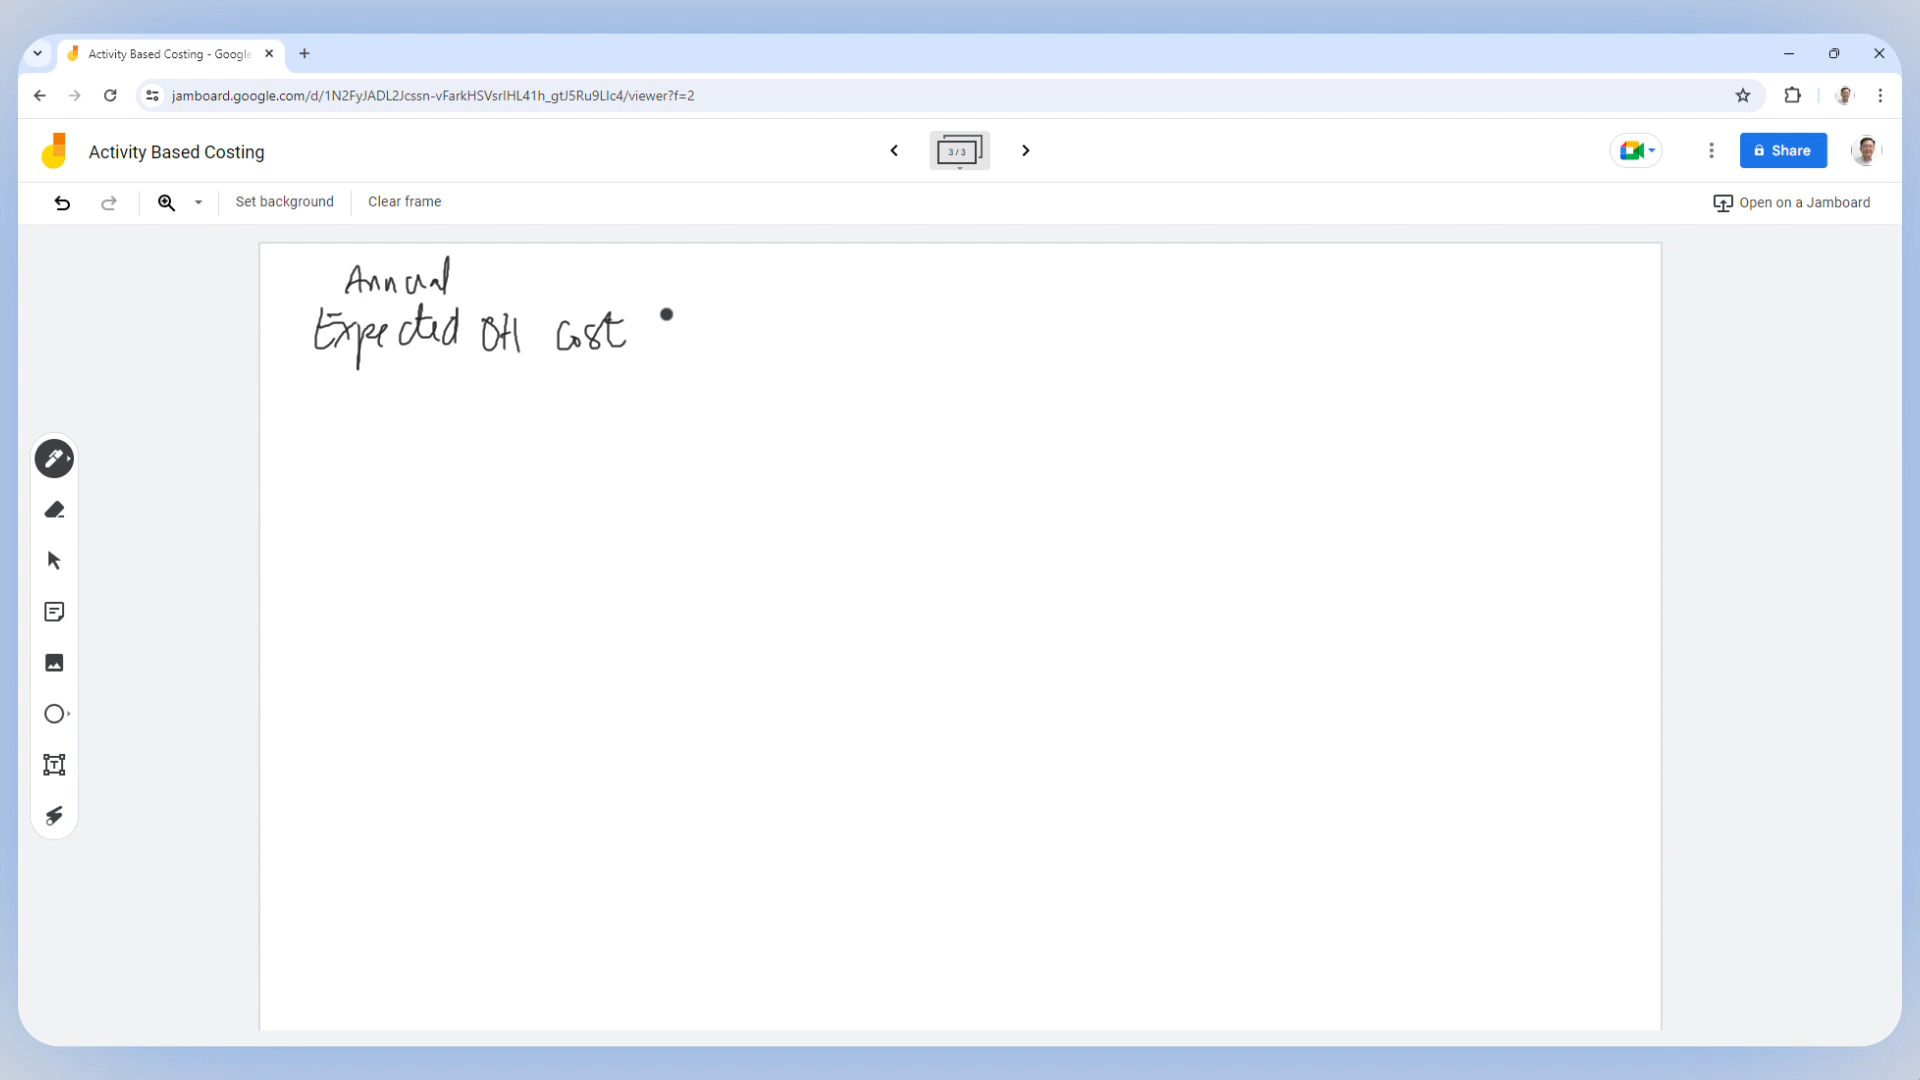 Activity Based Costing - Google
jamboard.google.com/d/1N2FyJADL2Jcssn-vFarkHSVsrIHL41h_gtJ5Ru9LIc4/viewer?f=2
Activity Based Costing
3 / 3
Share
Set background
Clear frame
Open on a Jamboard
Annual
Expected OH Cost
T